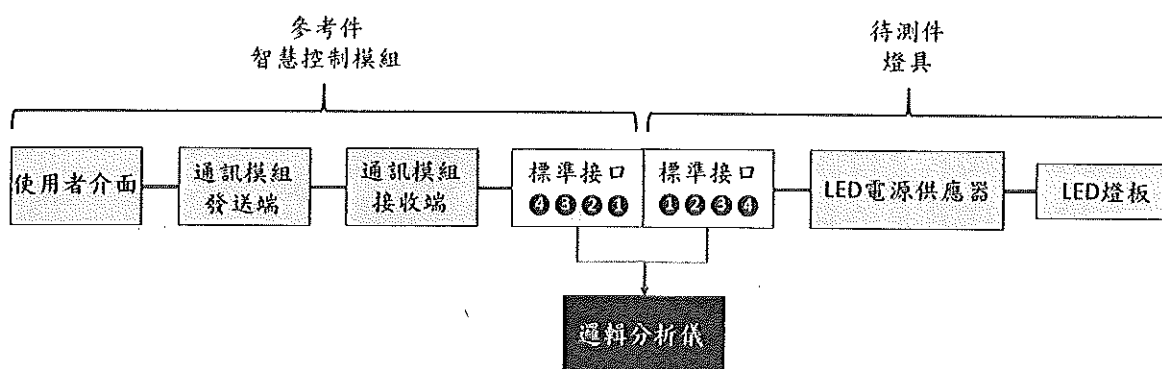 參考件
智慧控制模組
待測件
燈具
使用者介面
通訊模組
發送端
通訊模組
接收端
標準接口
❹❸❷❶
標準接口
❶❷❸❹
LED電源供應器
LED燈板
邏輯分析儀